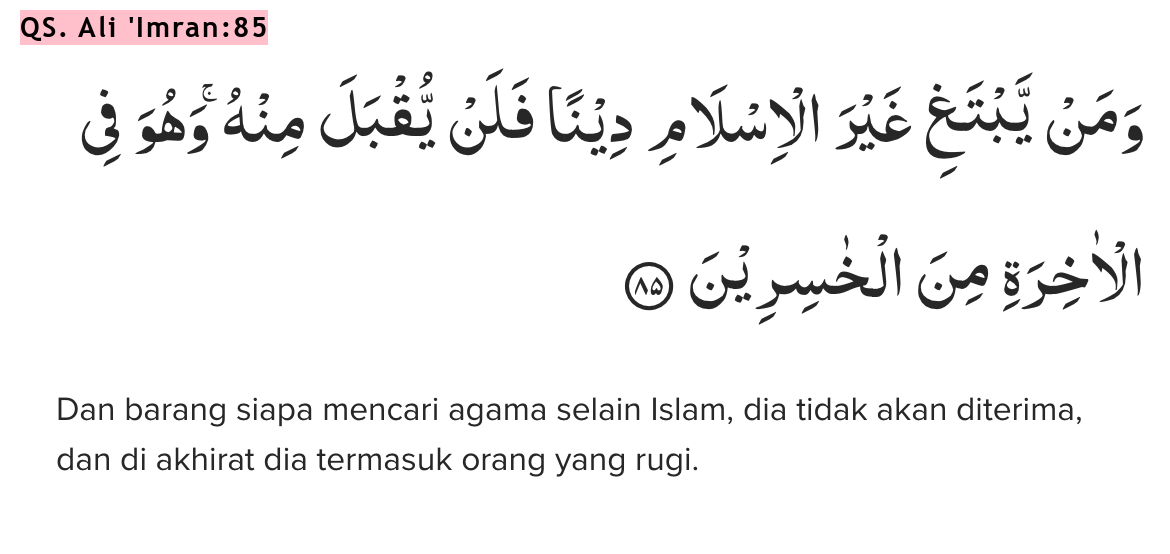 QS. Ali 'Imran:85
وَمَنْ يَّبْتَغِ غَيْرَ الْاِسْلَامِ دِيْنًا فَلَنْ يُّقْبَلَ مِنْهُۚ وَهُوَ فِى
الْاٰخِرَةِ مِنَ الْخٰسِرِيْنَ ۝٨٥
Dan barang siapa mencari agama selain Islam, dia tidak akan diterima,
dan di akhirat dia termasuk orang yang rugi.